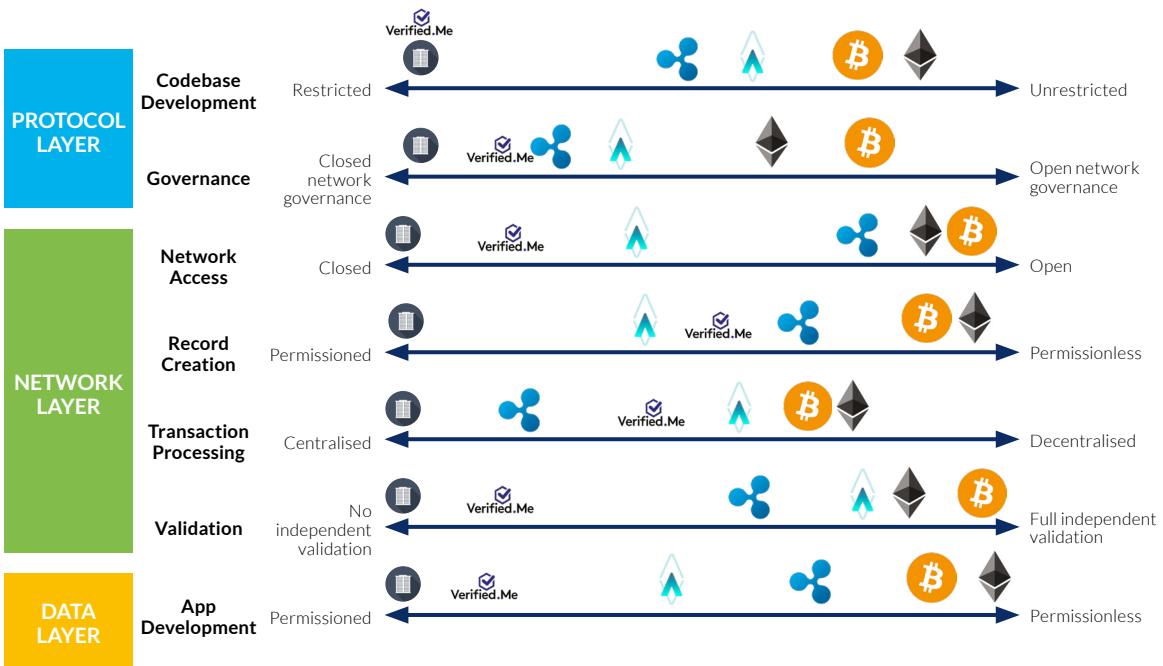 Verified.Me
PROTOCOL
LAYER
Codebase
Development
Restricted
Unrestricted
Governance
Closed
network
governance
Verified.Me
Open network
governance
NETWORK
LAYER
Network
Access
Closed
Verified.Me
Open
Record
Creation
Permissioned
Verified.Me
Permissionless
Transaction
Processing
Centralised
Verified.Me
Decentralised
Validation
No
independent
validation
Verified.Me
Full independent
validation
DATA
LAYER
App
Development
Permissioned
Verified.Me
Permissionless